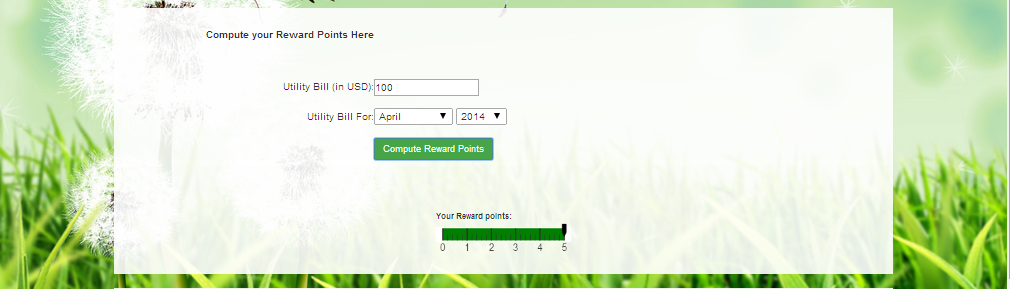 Compute your Reward Points Here
Utility Bill (in USD): 100
Utility Bill For: April 2014
Compute Reward Points
Your Reward points:
0 1 2 3 4 5